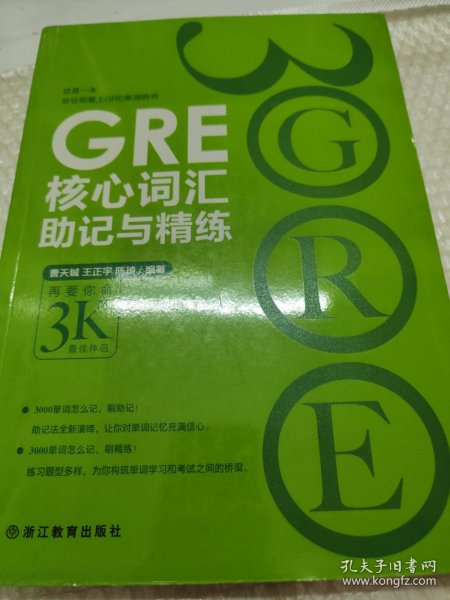 这是一本
会让你爱上GRE单词的书
GRE
核心词汇
助记与精练
曹天铖 王正宇 陈琦/编著
再要你命
3K
最佳伴侣
3
G
R
E
3000单词怎么记，刷助记！
助记法全新演绎，让你对单词记忆充满信心。
3000单词怎么记，刷精练！
练习题型多样，为你构筑单词学习和考试之间的桥梁。
浙江教育出版社
孔夫子旧书网
www.kongfz.com